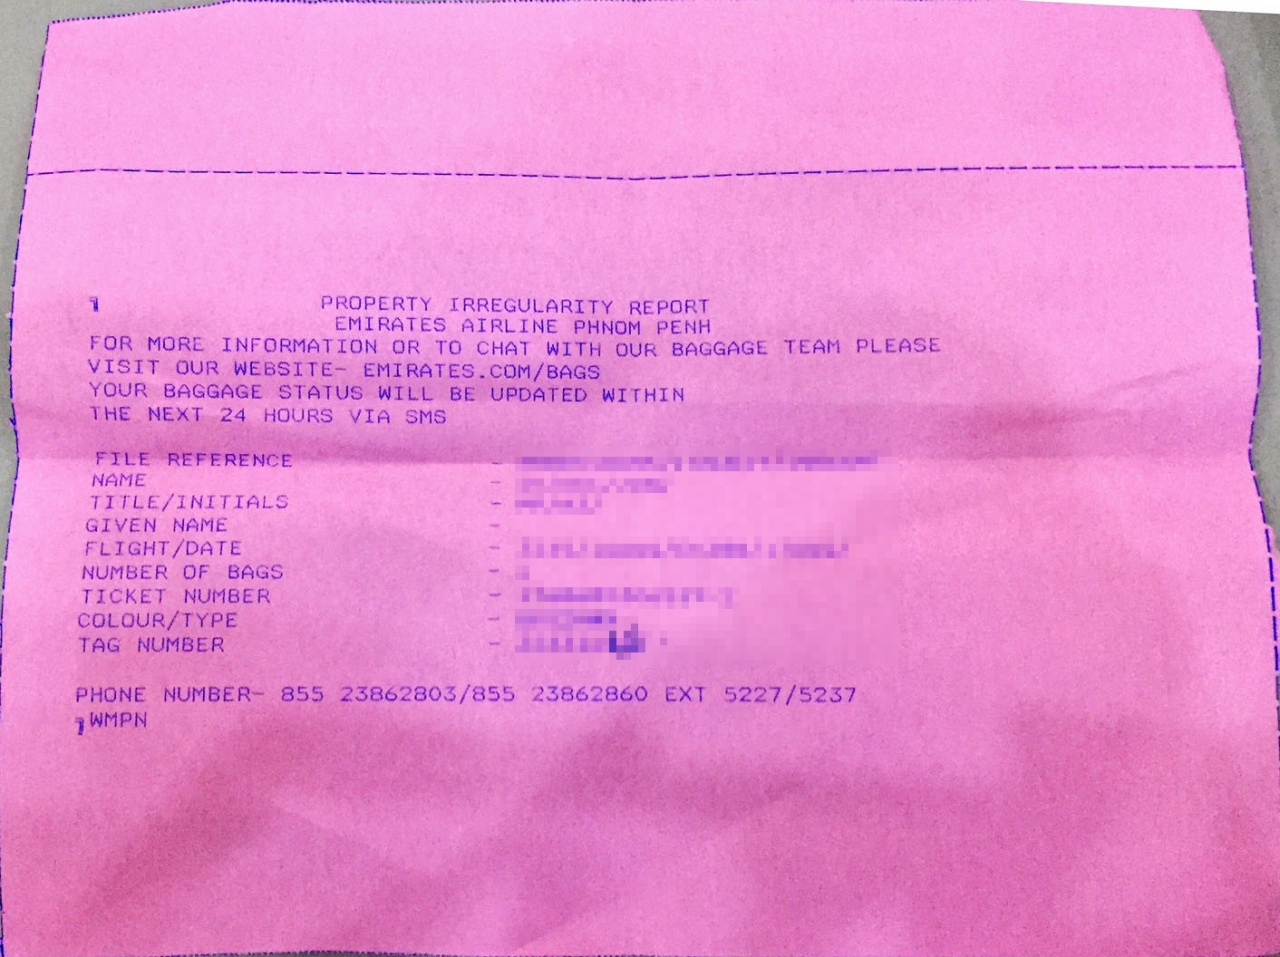 PROPERTY IRREGULARITY REPORT
EMIRATES AIRLINE PHNOM PENH
FOR MORE INFORMATION OR TO CHAT WITH OUR BAGGAGE TEAM PLEASE
VISIT OUR WEBSITE- EMIRATES.COM/BAGS
YOUR BAGGAGE STATUS WILL BE UPDATED WITHIN
THE NEXT 24 HOURS VIA SMS
FILE REFERENCE -
NAME -
TITLE/INITIALS -
GIVEN NAME -
FLIGHT/DATE -
NUMBER OF BAGS -
TICKET NUMBER -
COLOUR/TYPE -
TAG NUMBER -
PHONE NUMBER- 855 23862803/855 23862860 EXT 5227/5237
WMPN